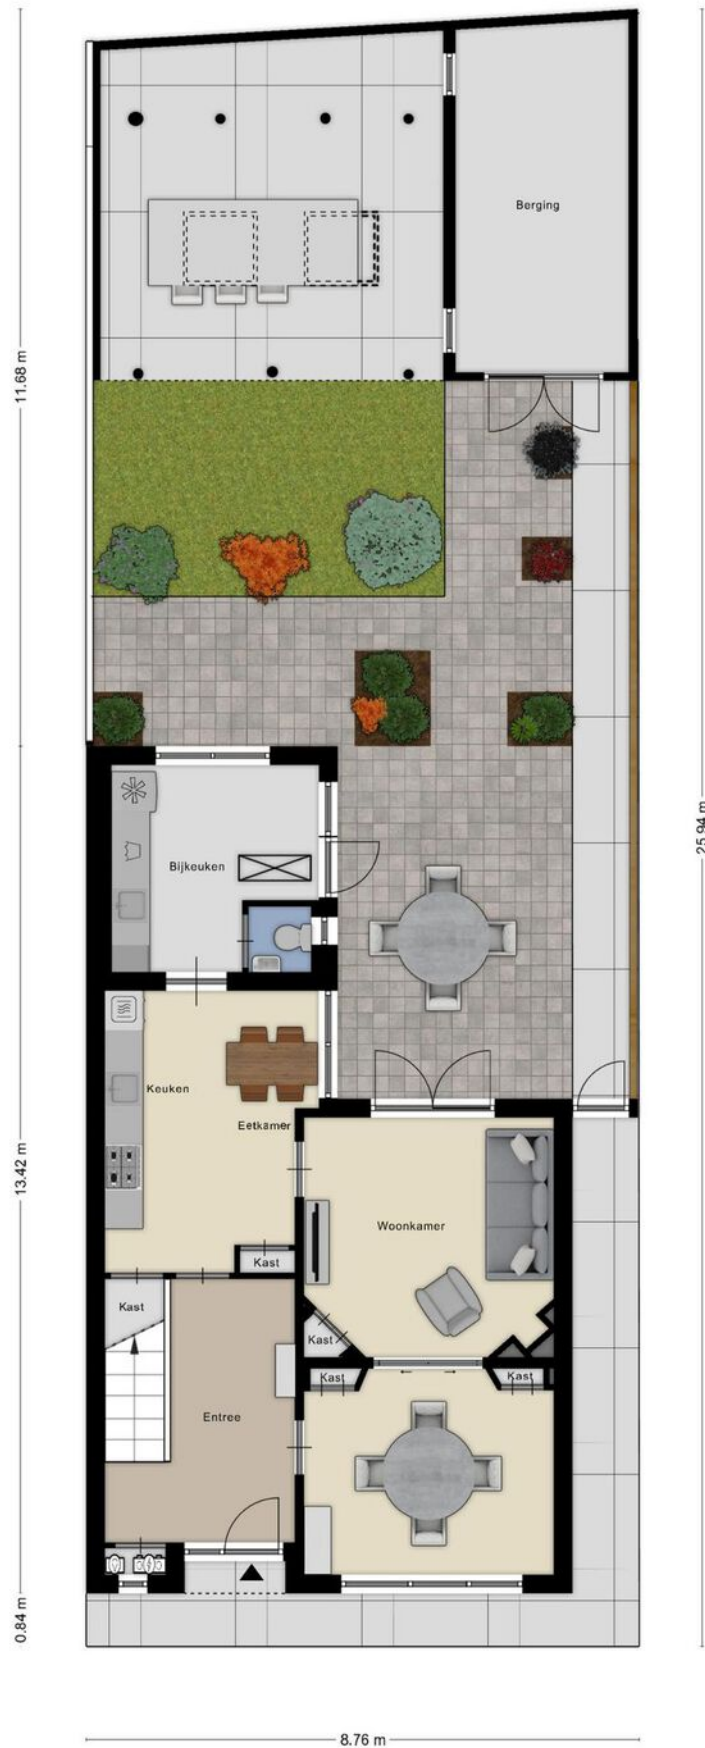 Berging
11.68 m
25.94 m
Bijkeuken
Keuken
Eetkamer
13.42 m
Woonkamer
Kast
Kast
Kast
Kast
Kast
Entree
0.84 m
8.76 m